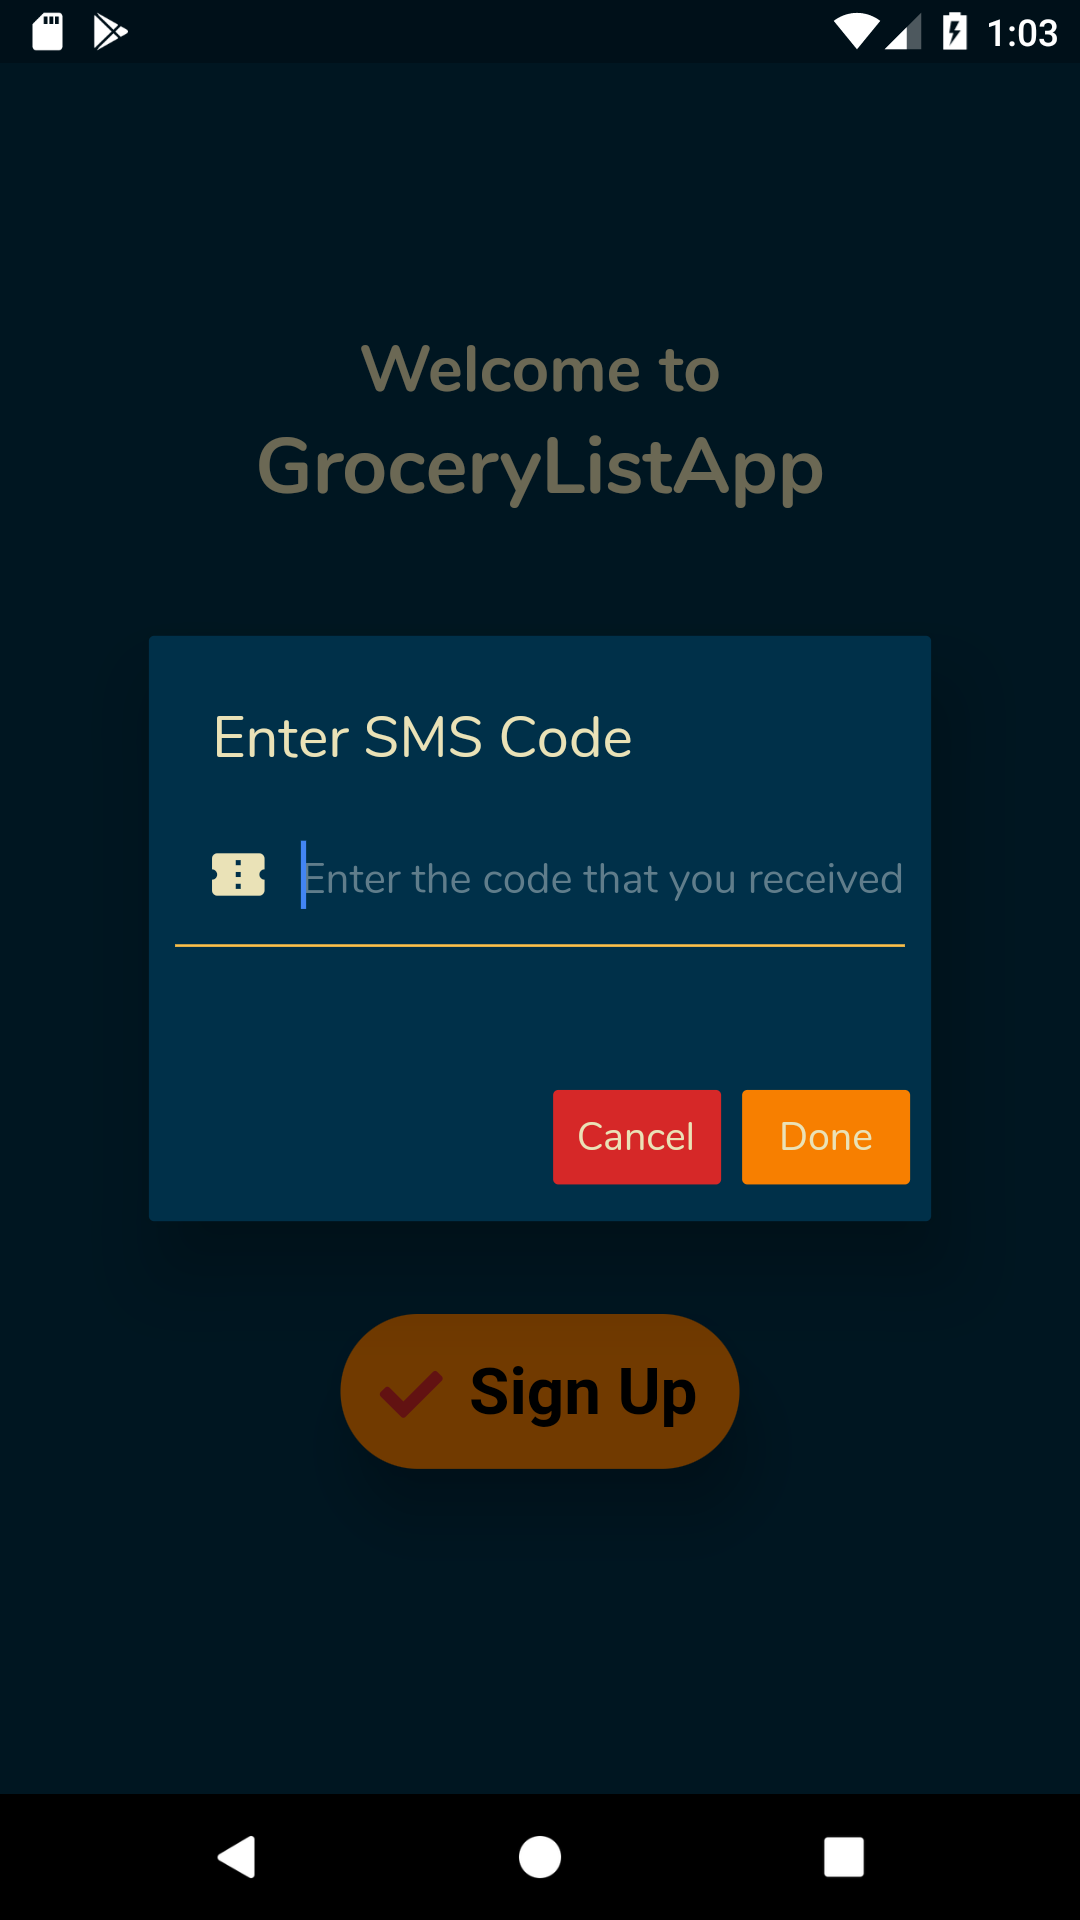 1:03
Welcome to
GroceryListApp
Enter SMS Code
Enter the code that you received
Cancel Done
Sign Up